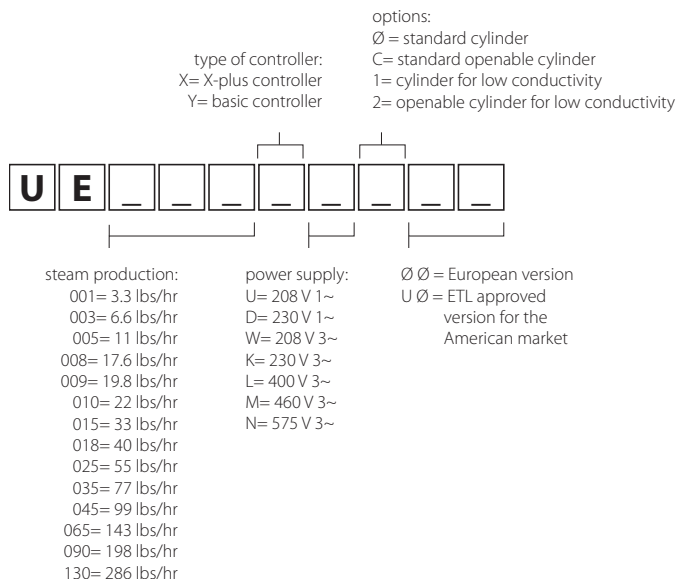 options:
Ø = standard cylinder
C= standard openable cylinder
1= cylinder for low conductivity
2= openable cylinder for low conductivity
type of controller:
X= X-plus controller
Y= basic controller
U E _ _ _ _ _ _ _ _
steam production:
001= 3.3 lbs/hr
003= 6.6 lbs/hr
005= 11 lbs/hr
008= 17.6 lbs/hr
009= 19.8 lbs/hr
010= 22 lbs/hr
015= 33 lbs/hr
018= 40 lbs/hr
025= 55 lbs/hr
035= 77 lbs/hr
045= 99 lbs/hr
065= 143 lbs/hr
090= 198 lbs/hr
130= 286 lbs/hr
power supply:
U= 208 V 1~
D= 230 V 1~
W= 208 V 3~
K= 230 V 3~
L= 400 V 3~
M= 460 V 3~
N= 575 V 3~
Ø Ø = European version
U Ø = ETL approved
version for the
American market